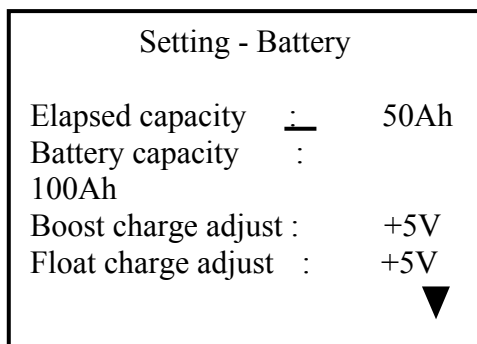 Setting - Battery
Elapsed capacity : 50Ah
Battery capacity :
100Ah
Boost charge adjust : +5V
Float charge adjust : +5V
▼